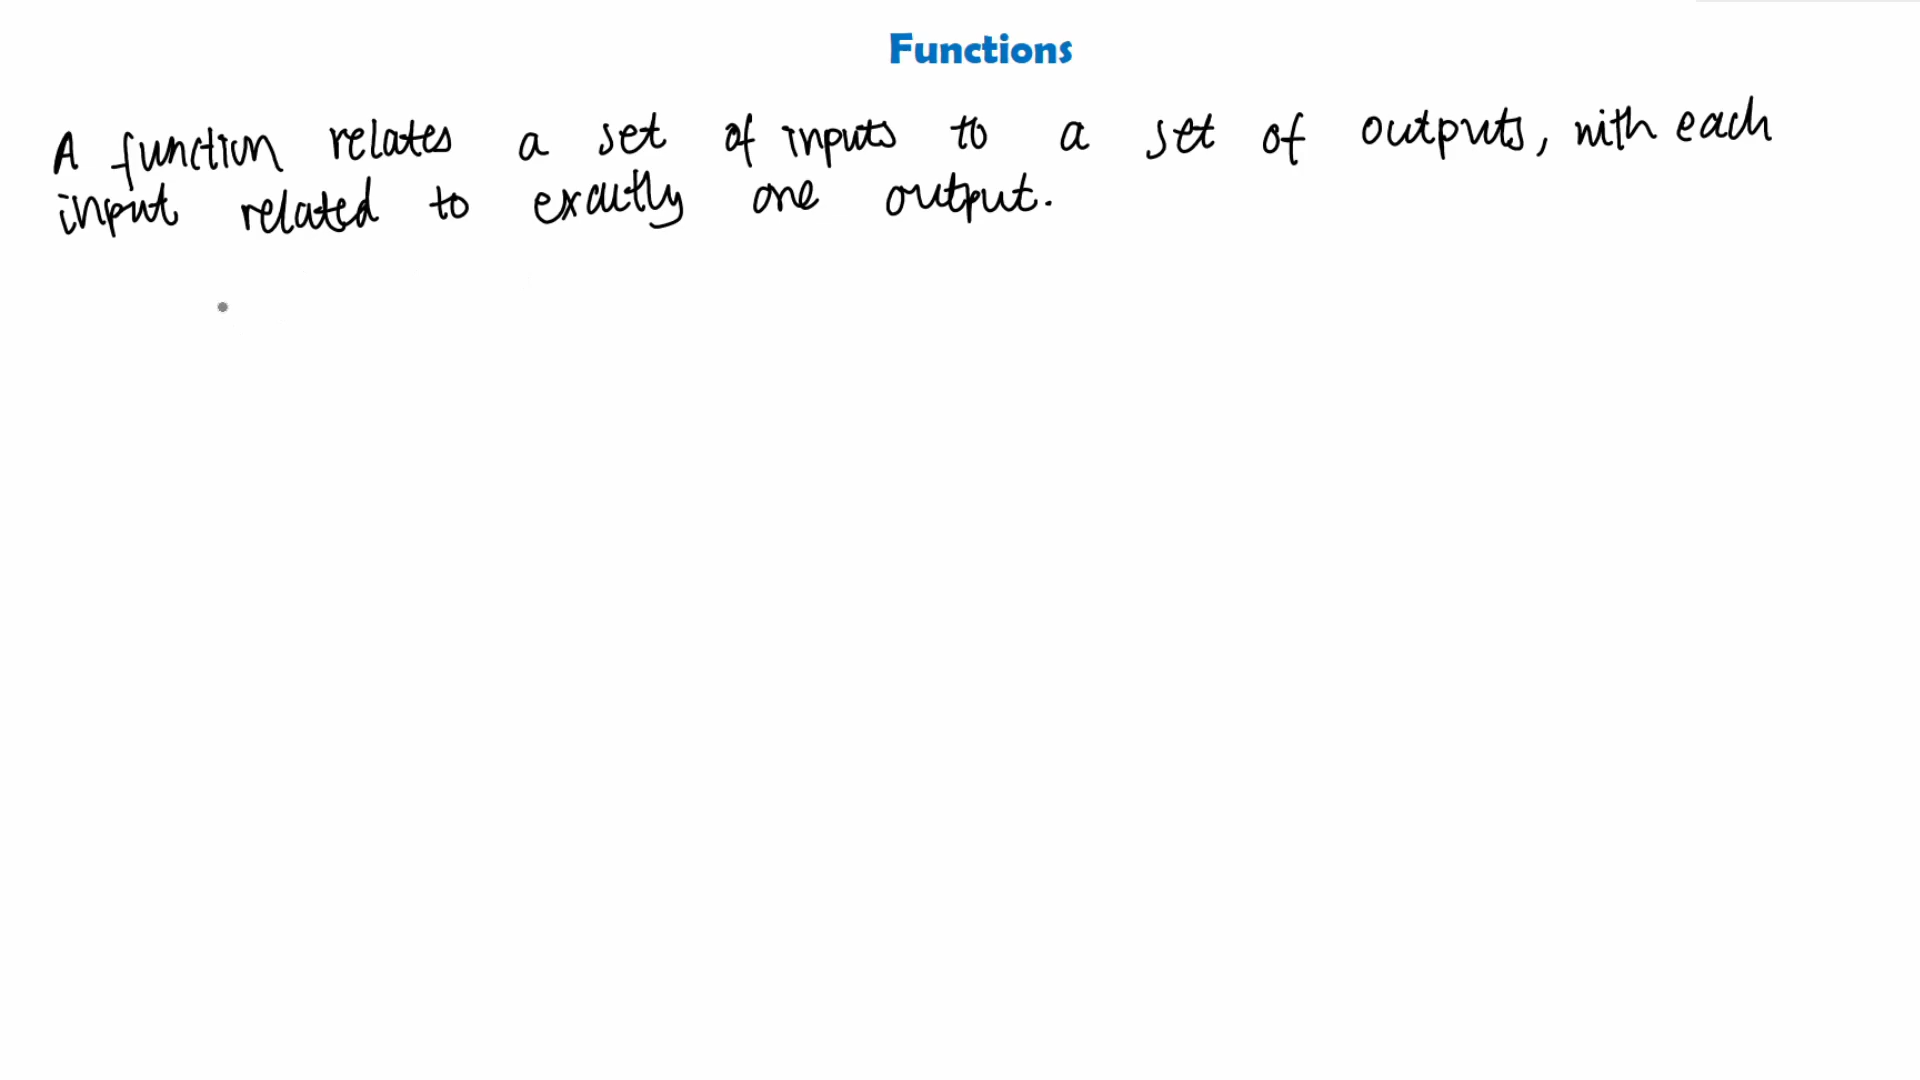 Functions
A function relates a set of inputs to a set of outputs, with each
input related to exactly one output.